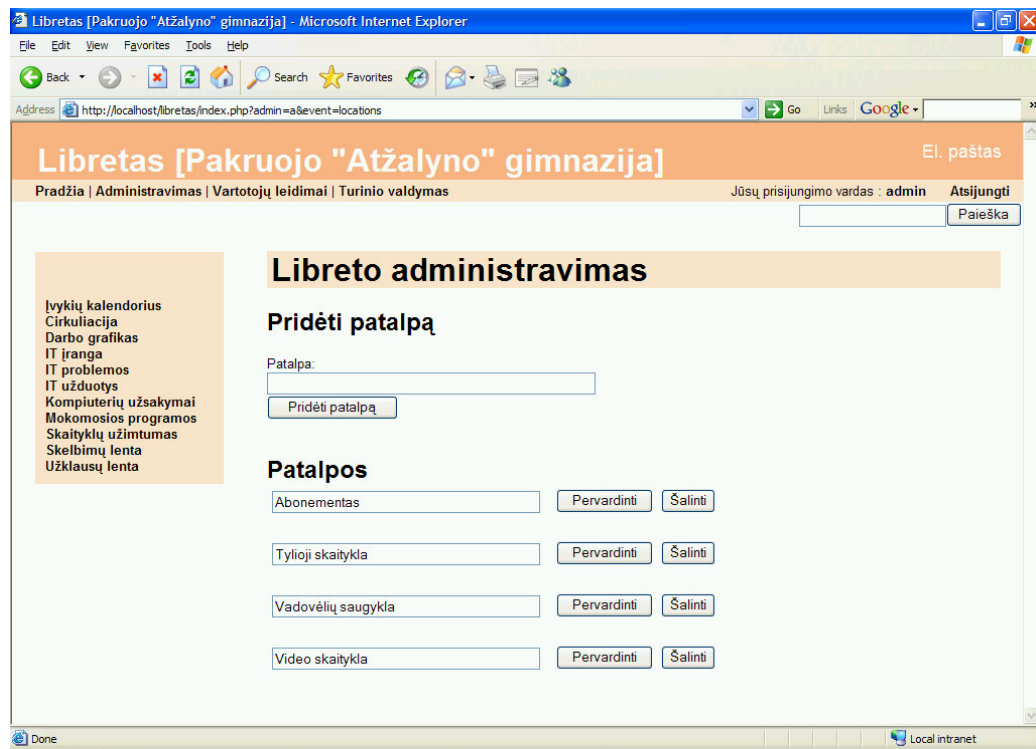 Libretas [Pakruojo "Atžalyno" gimnazija] - Microsoft Internet Explorer
File Edit View Favorites Tools Help
Back Search Favorites
Address http://localhost/libretas/index.php?admin=a&event=locations Go Links Google
Libretas [Pakruojo "Atžalyno" gimnazija] El. paštas
Pradžia | Administravimas | Vartotojų leidimai | Turinio valdymas Jūsų prisijungimo vardas : admin Atsijungti
Paieška
Libreto administravimas
Įvykių kalendorius
Cirkuliacija
Darbo grafikas
IT įranga
IT problemos
IT užduotys
Kompiuterių užsakymai
Mokomosios programos
Skaityklų užimtumas
Skelbimų lenta
Užklausų lenta
Pridėti patalpą
Patalpa:
Pridėti patalpą
Patalpos
Abonementas Pervardinti Šalinti
Tylioji skaitykla Pervardinti Šalinti
Vadovėlių saugykla Pervardinti Šalinti
Video skaitykla Pervardinti Šalinti
Done Local intranet